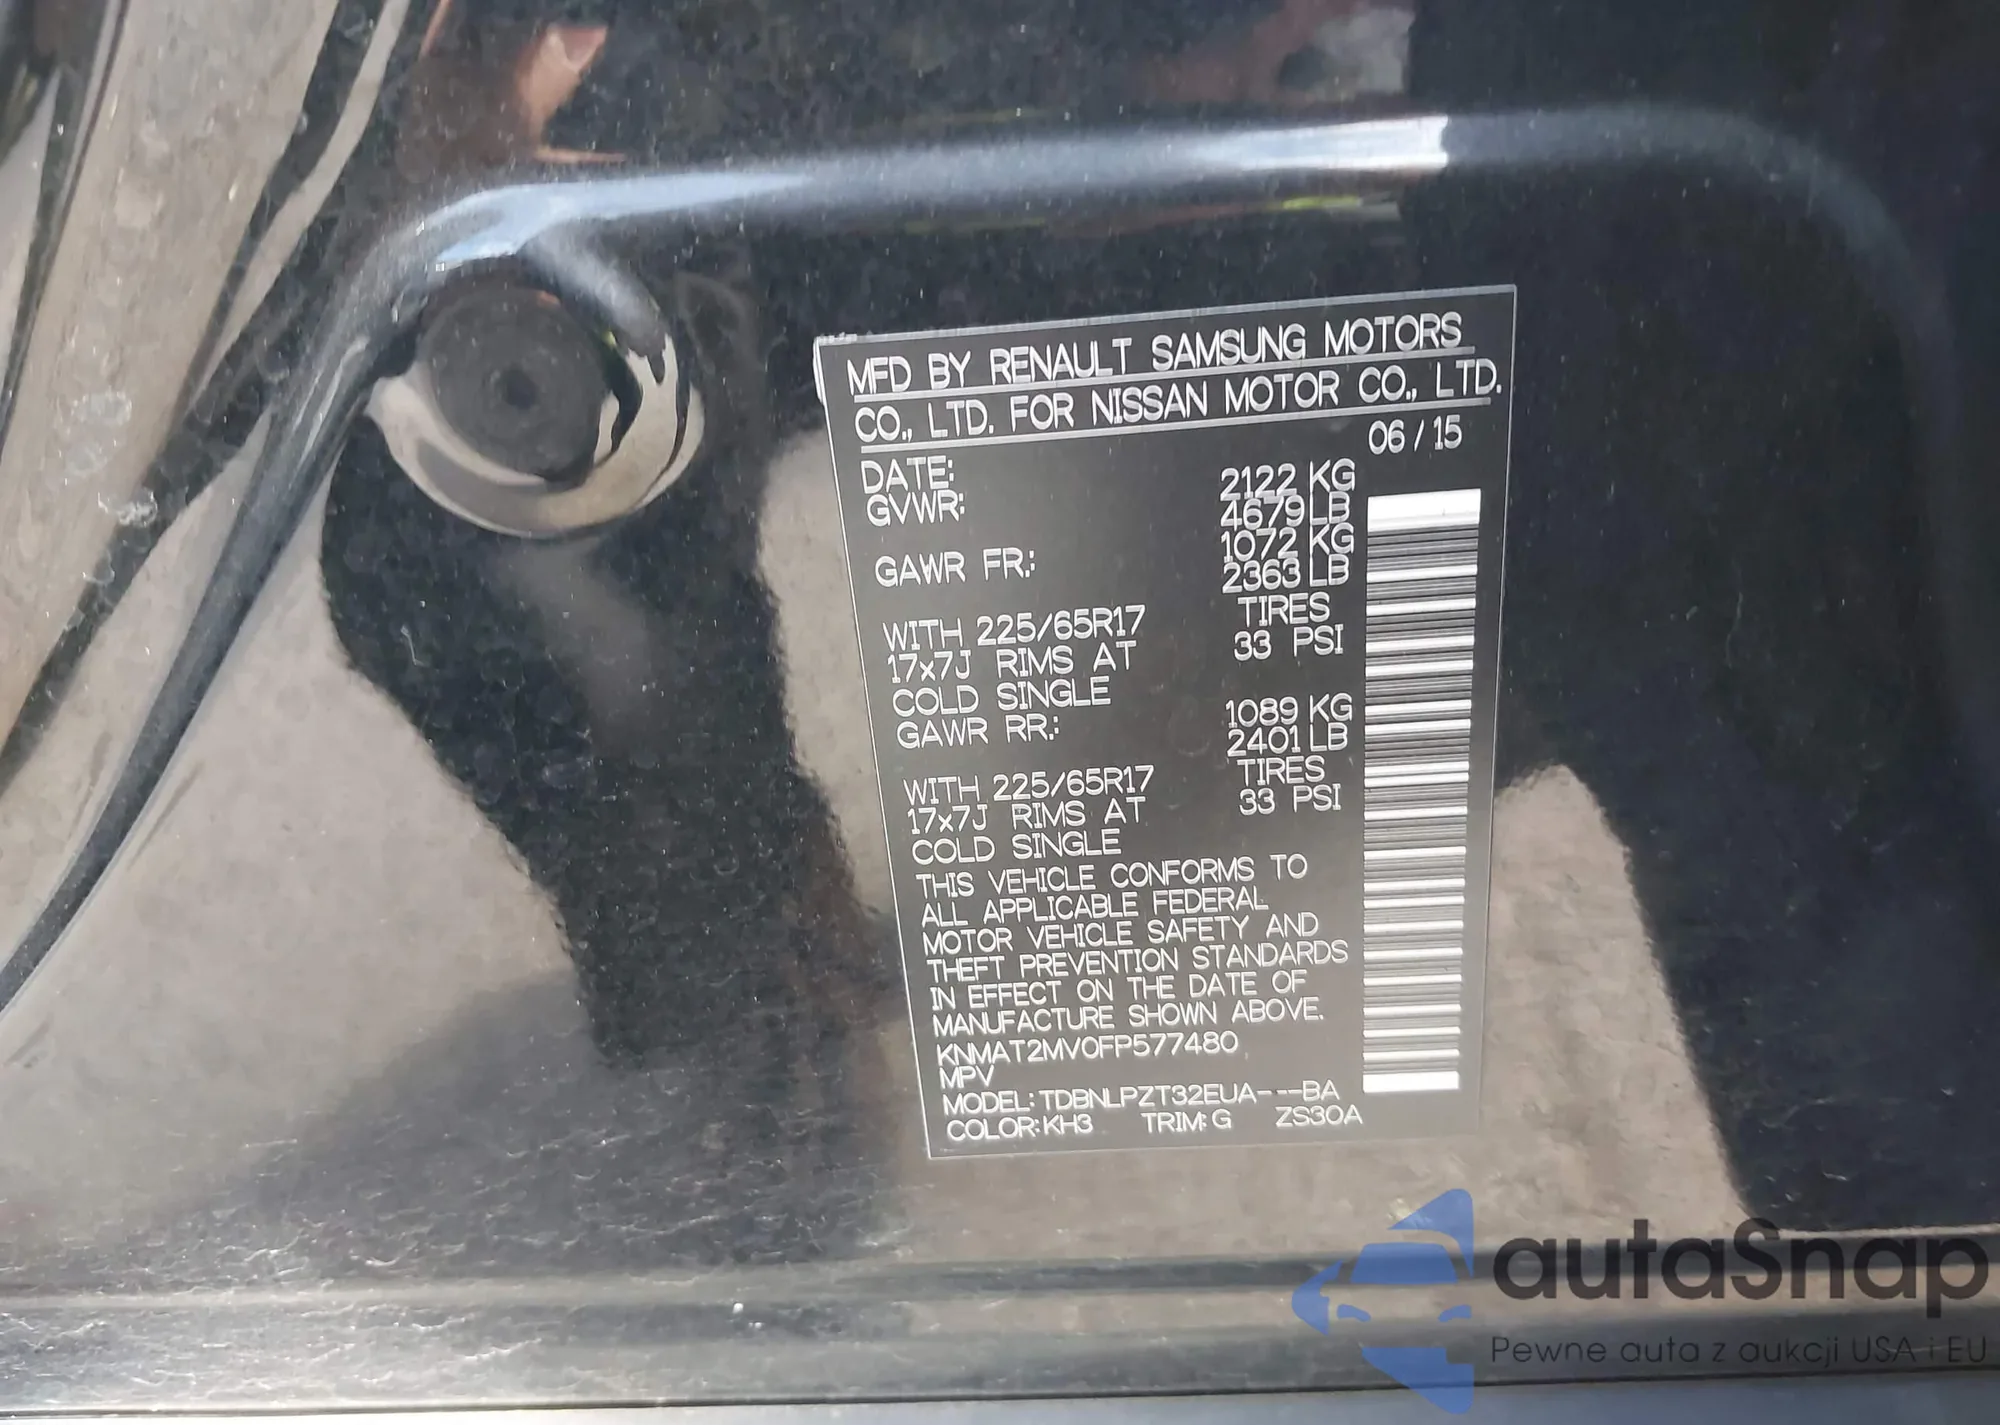 MFD BY RENAULT SAMSUNG MOTORS
CO., LTD. FOR NISSAN MOTOR CO., LTD.
DATE: 06 / 15
GVWR: 2122 KG
4679 LB
GAWR FR.: 1072 KG
2363 LB
WITH 225/65R17 TIRES
17x7J RIMS AT 33 PSI
COLD SINGLE
GAWR RR.: 1089 KG
2401 LB
WITH 225/65R17 TIRES
17x7J RIMS AT 33 PSI
COLD SINGLE
THIS VEHICLE CONFORMS TO
ALL APPLICABLE FEDERAL
MOTOR VEHICLE SAFETY AND
THEFT PREVENTION STANDARDS
IN EFFECT ON THE DATE OF
MANUFACTURE SHOWN ABOVE.
KNMAT2MV0FP577480
MPV
MODEL: TDBNLPZT32EUA---BA
COLOR: KH3 TRIM: G ZS30A
autaSnap
Pewne auta z aukcji USA i EU